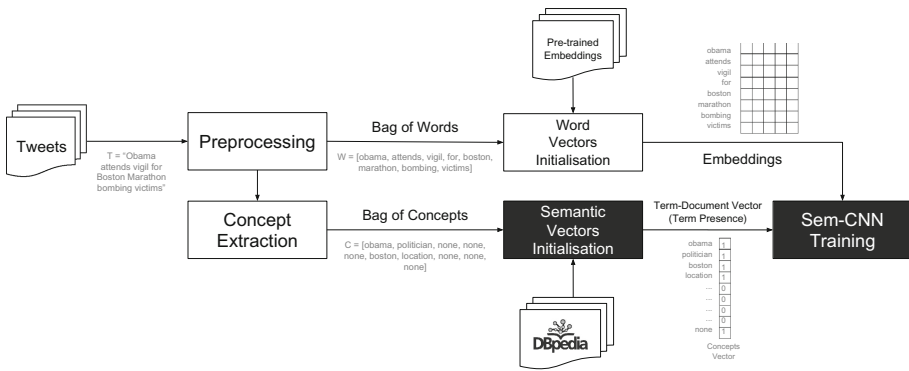 Pre-trained
Embeddings
obama
attends
vigil
for
boston
marathon
bombing
victims
Tweets
T = "Obama
attends vigil for
Boston Marathon
bombing victims"
Preprocessing
Bag of Words
W = [obama, attends, vigil, for, boston,
marathon, bombing, victims]
Word
Vectors
Initialisation
Embeddings
Concept
Extraction
Bag of Concepts
C = [obama, politician, none, none,
none, boston, location, none, none,
none]
Semantic
Vectors
Initialisation
Term-Document Vector
(Term Presence)
Sem-CNN
Training
obama 1
politician 1
boston 1
location 1
... 0
... 0
... 0
... 0
none 1
Concepts
Vector
DBpedia